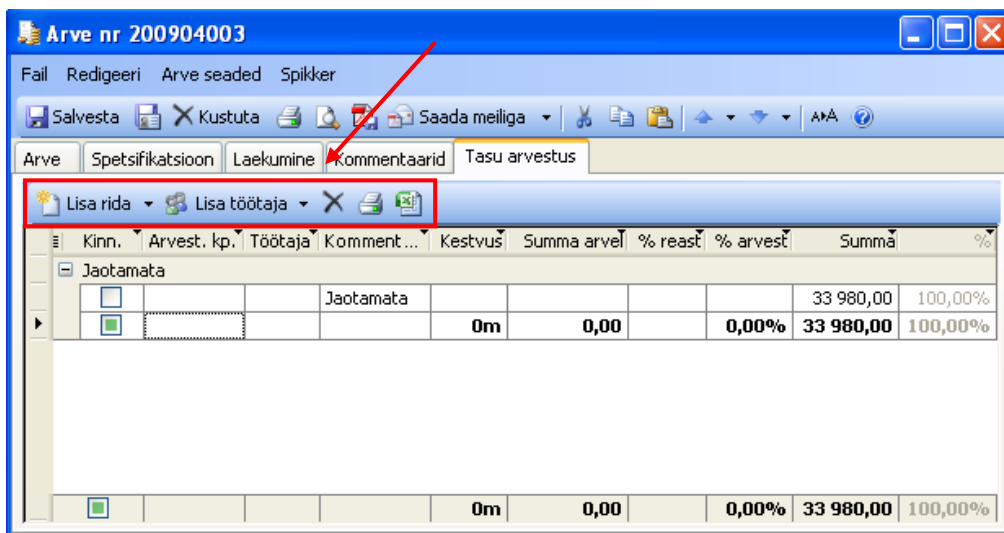 Arve nr 200904003
Fail Redigeeri Arve seaded Spikker
Salvesta Kustuta Saada meiliga
Arve Spetsifikatsioon Laekumine Kommentaarid Tasu arvestus
Lisa rida Lisa töötaja
Kinn. Arvest. kp. Töötaja Komment... Kestvus Summa arvel % reast % arvest Summa %
Jaotamata
Jaotamata 33 980,00 100,00%
0m 0,00 0,00% 33 980,00 100,00%
0m 0,00 0,00% 33 980,00 100,00%